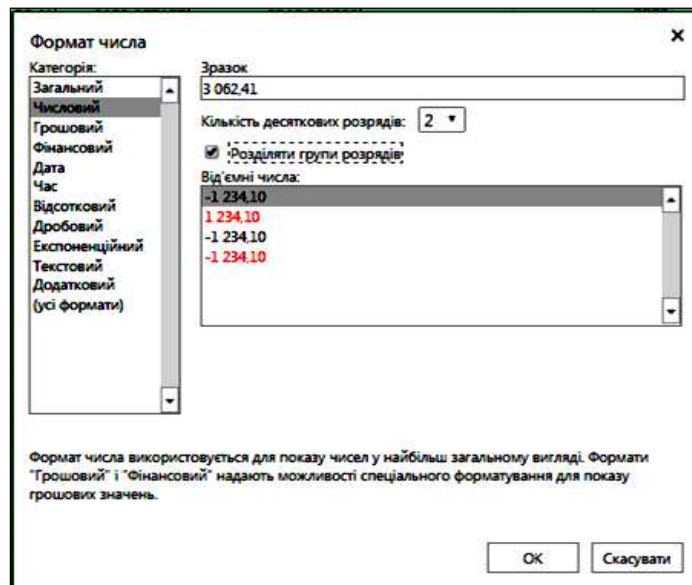 Формат числа
Категорія:
Загальний
Числовий
Грошовий
Фінансовий
Дата
Час
Відсотковий
Дробовий
Експоненційний
Текстовий
Додатковий
(усі формати)
Зразок
3 062,41
Кількість десяткових розрядів: 2
Розділяти групи розрядів
Від'ємні числа:
-1 234,10
1 234,10
-1 234,10
-1 234,10
Формат числа використовується для показу чисел у найбільш загальному вигляді. Формати
"Грошовий" і "Фінансовий" надають можливості спеціального форматування для показу
грошових значень.
ОК
Скасувати